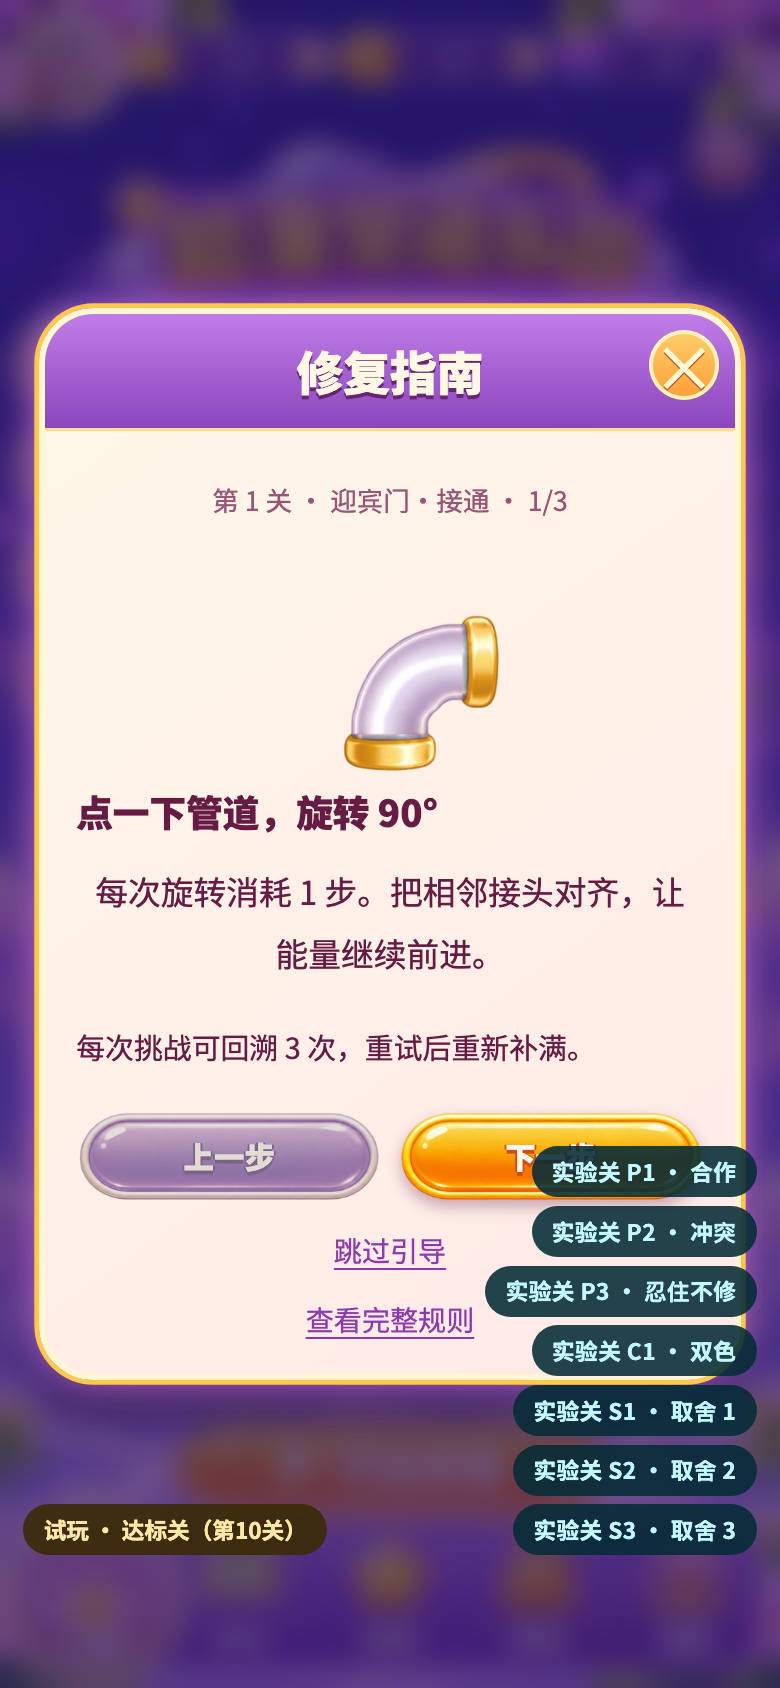 修复指南
第 1 关 · 迎宾门·接通 · 1/3
点一下管道，旋转 90°
每次旋转消耗 1 步。把相邻接头对齐，让
能量继续前进。
每次挑战可回溯 3 次，重试后重新补满。
上一步
下一步
实验关 P1 · 合作
实验关 P2 · 冲突
跳过引导
实验关 P3 · 忍住不修
查看完整规则
实验关 C1 · 双色
实验关 S1 · 取舍 1
实验关 S2 · 取舍 2
试玩 · 达标关（第10关）
实验关 S3 · 取舍 3